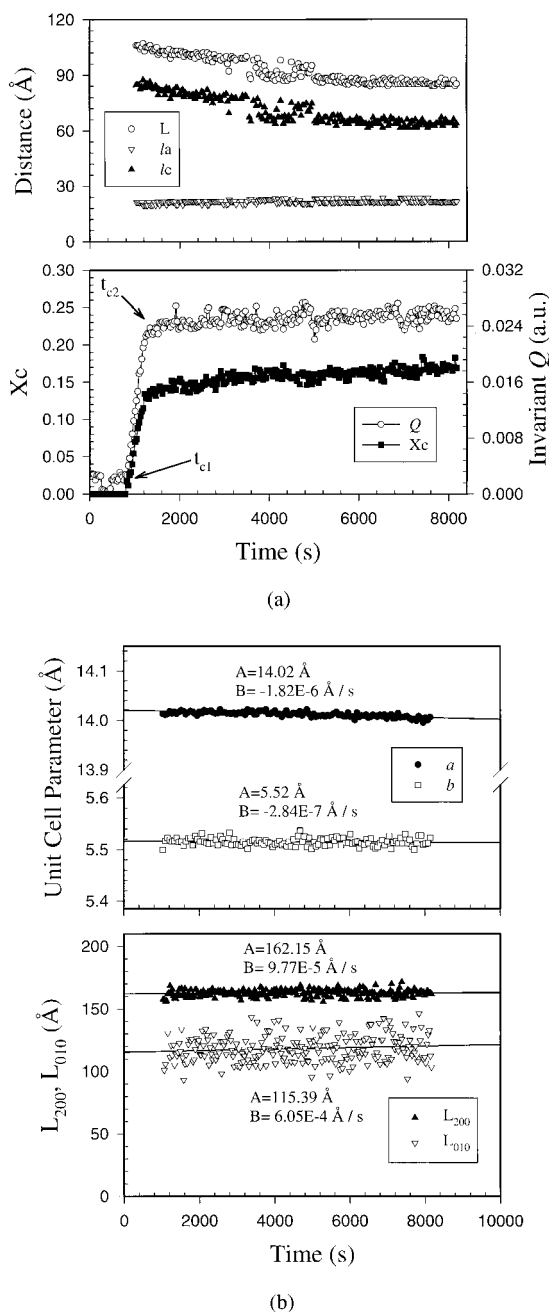 120
90
60
30
0
Distance (Å)
L
la
lc
0.30
0.25
0.20
0.15
0.10
0.05
0.00
Xc
0.032
0.024
0.016
0.008
0.000
Invariant Q (a.u.)
t_c2
t_c1
Q
Xc
0
2000
4000
6000
8000
Time (s)
(a)
14.1
14.0
13.9
5.6
5.5
5.4
Unit Cell Parameter (Å)
A=14.02 Å
B= -1.82E-6 Å / s
a
b
A=5.52 Å
B= -2.84E-7 Å / s
200
150
100
50
0
L200, L010 (Å)
A=162.15 Å
B= 9.77E-5 Å / s
A=115.39 Å
B= 6.05E-4 Å / s
L200
L010
0
2000
4000
6000
8000
10000
Time (s)
(b)